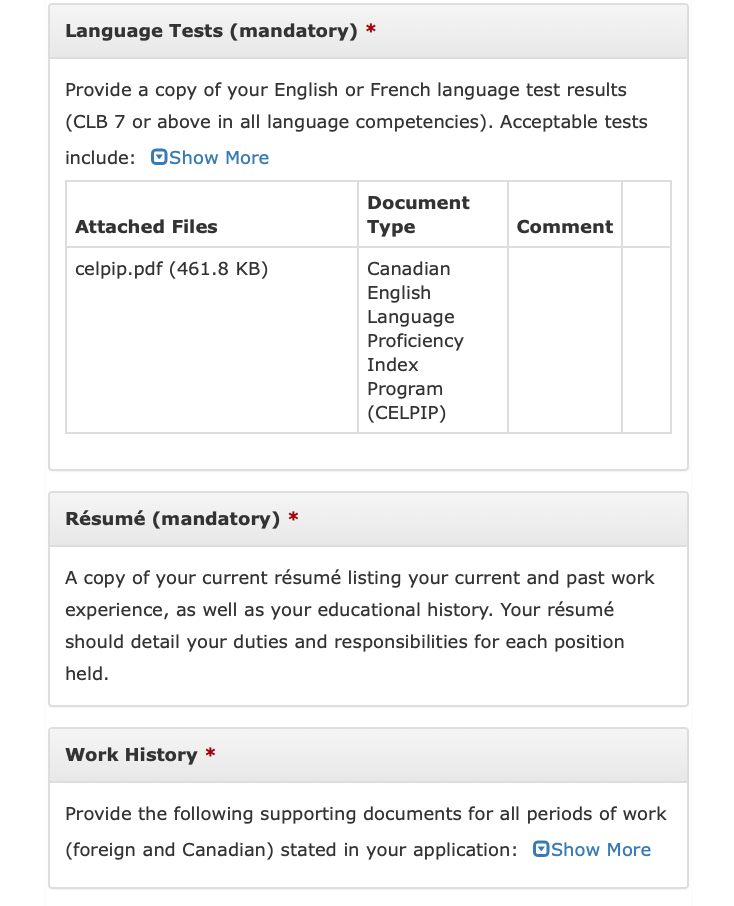 Language Tests (mandatory) *
Provide a copy of your English or French language test results
(CLB 7 or above in all language competencies). Acceptable tests
include: Show More
Attached Files
Document
Type
Comment
celpip.pdf (461.8 KB)
Canadian
English
Language
Proficiency
Index
Program
(CELPIP)
Résumé (mandatory) *
A copy of your current résumé listing your current and past work
experience, as well as your educational history. Your résumé
should detail your duties and responsibilities for each position
held.
Work History *
Provide the following supporting documents for all periods of work
(foreign and Canadian) stated in your application: Show More